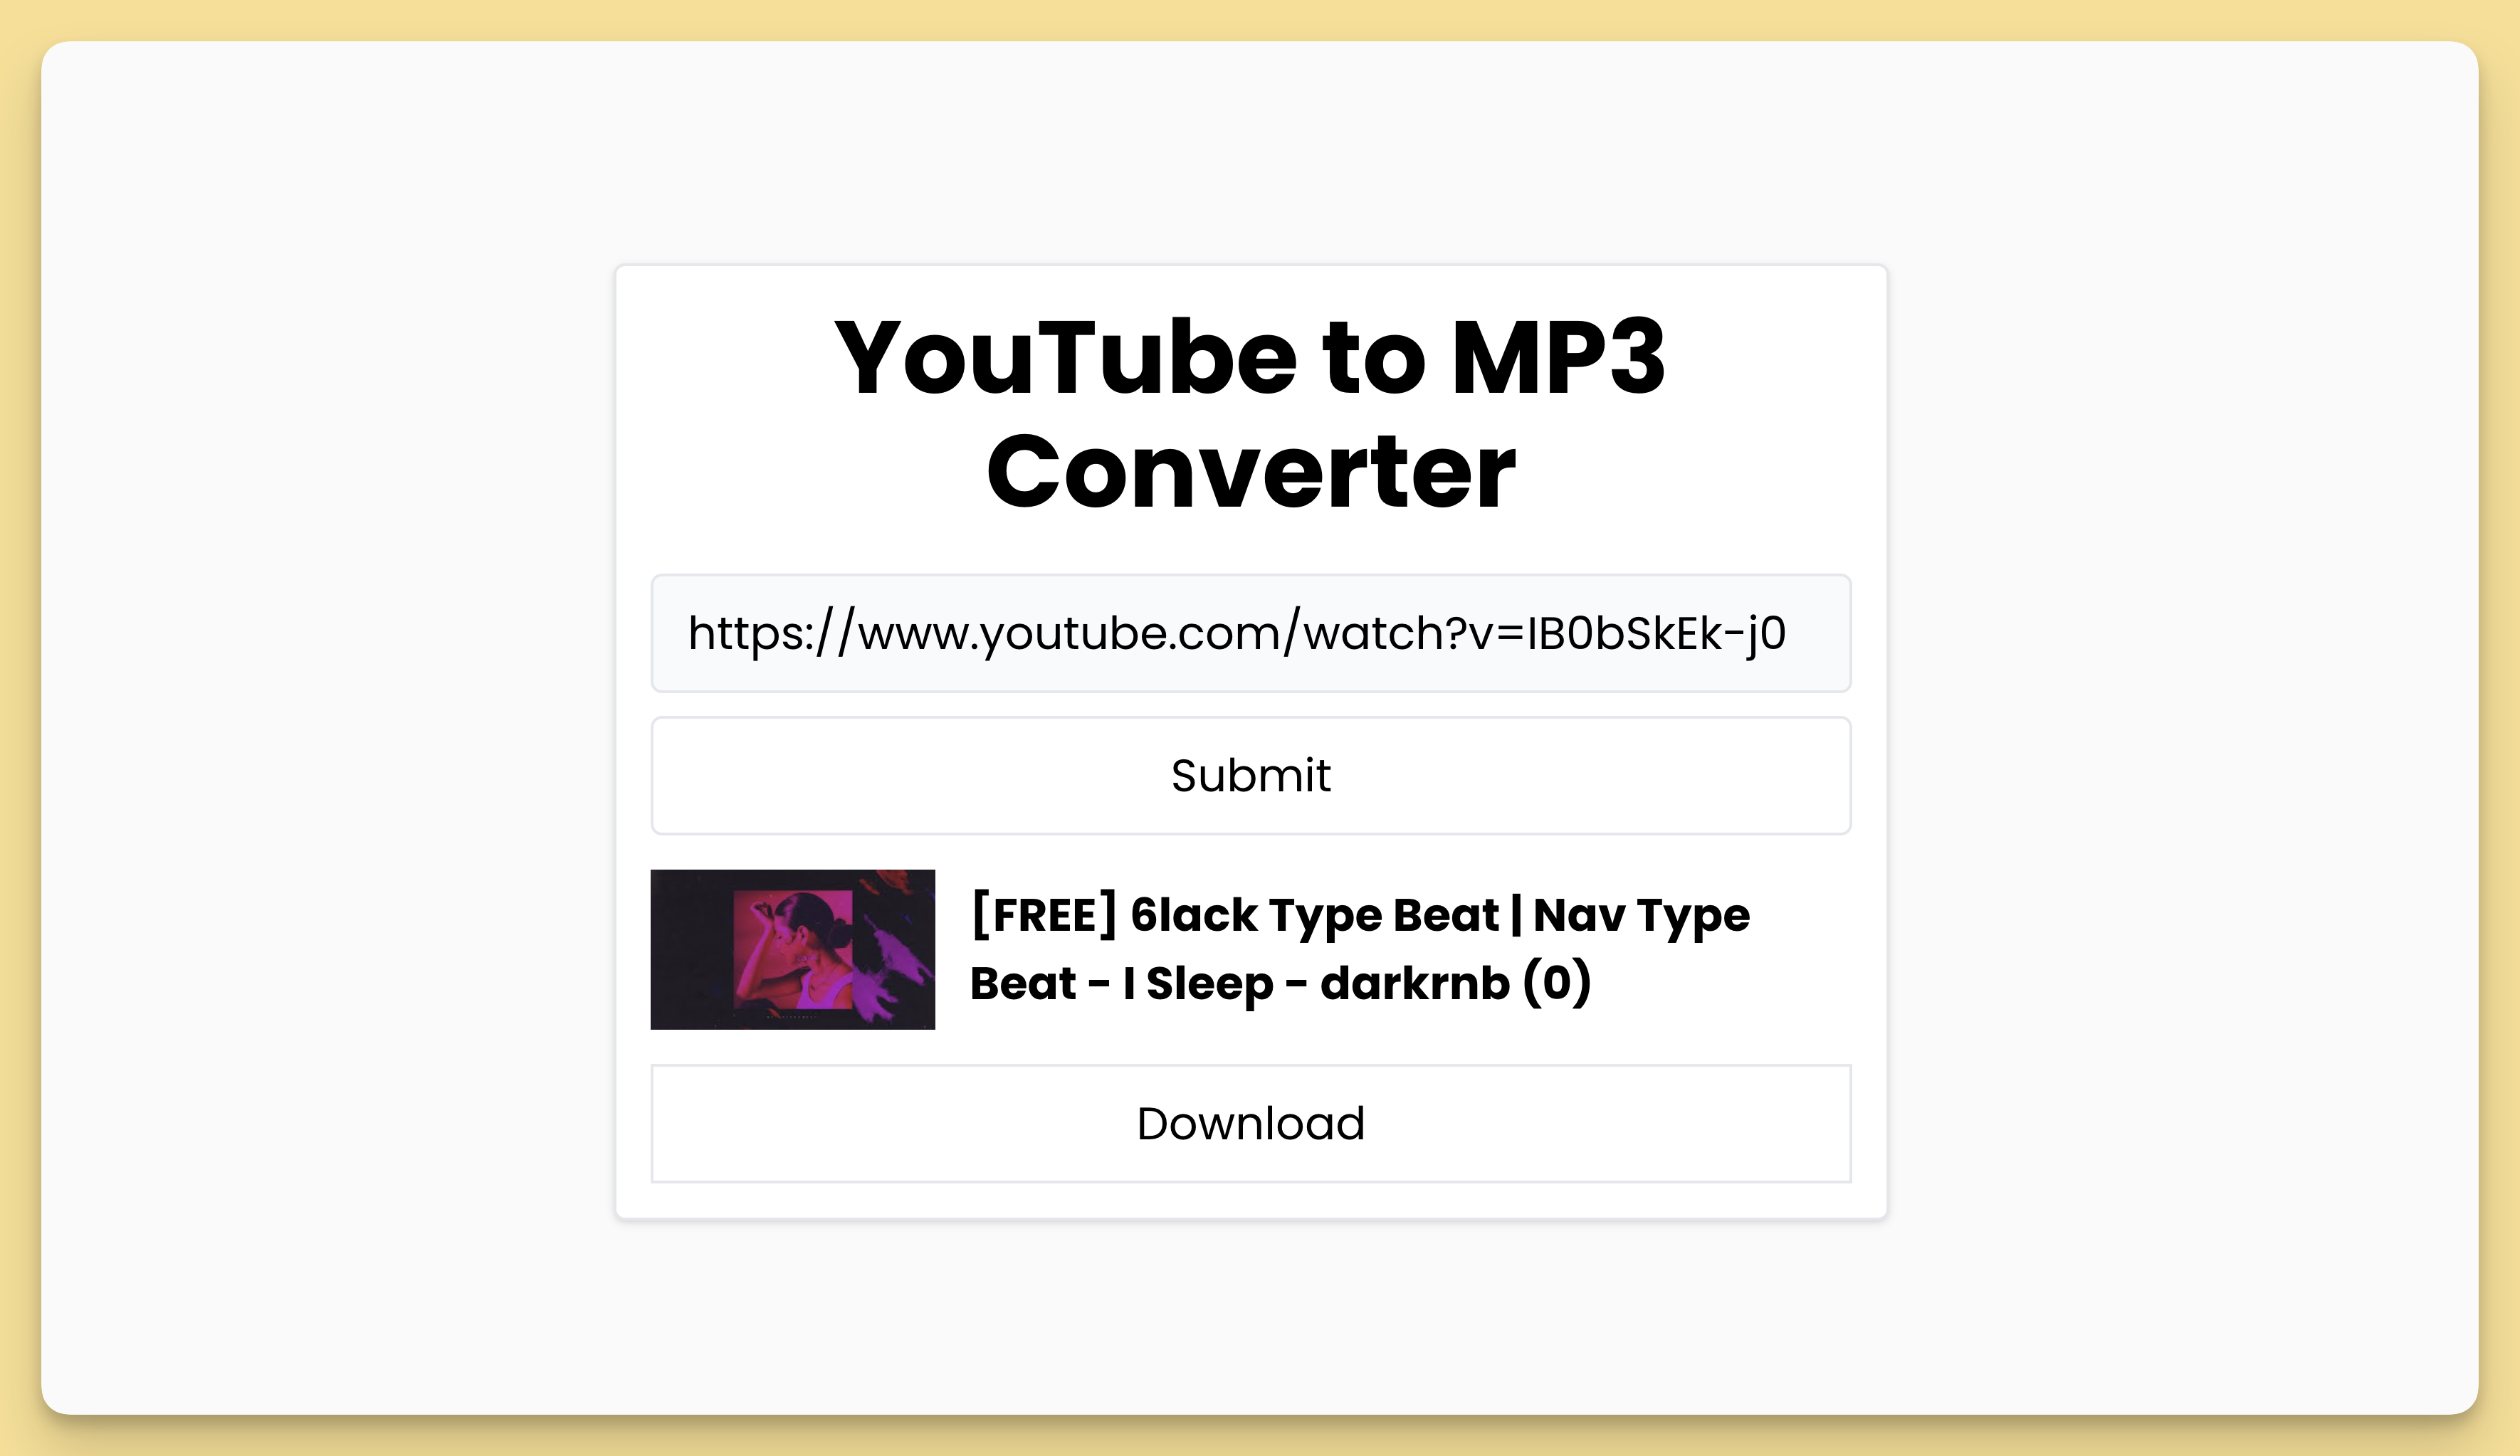 YouTube to MP3
Converter
https://www.youtube.com/watch?v=IB0bSkEk-j0
Submit
[FREE] 6lack Type Beat | Nav Type
Beat - I Sleep - darkrnb (0)
Download